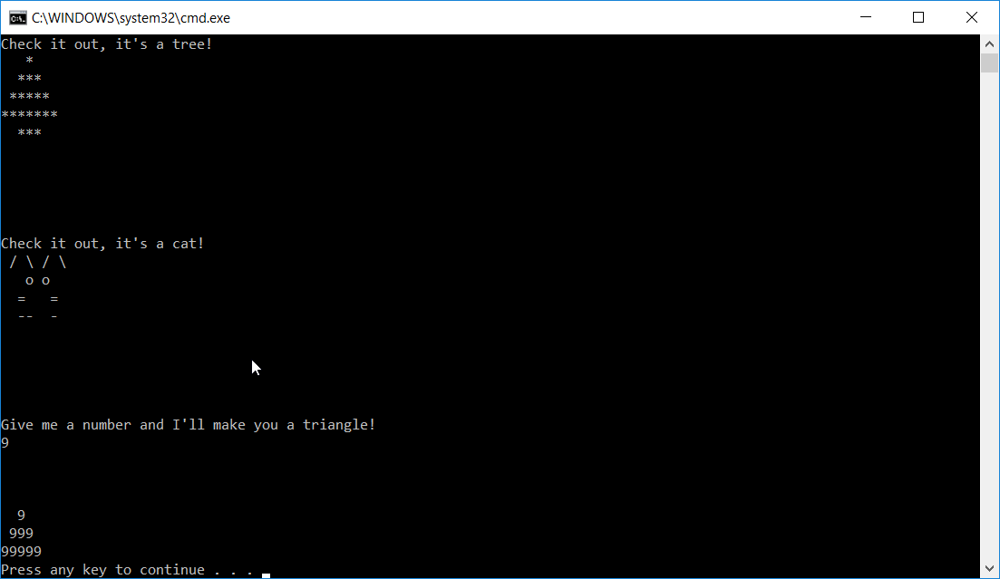 C:\WINDOWS\system32\cmd.exe
Check it out, it's a tree!
   *
  ***
 *****
*******
  ***
Check it out, it's a cat!
 / \ / \
   o o
  =   =
  --  -
Give me a number and I'll make you a triangle!
9
  9
 999
99999
Press any key to continue . . .